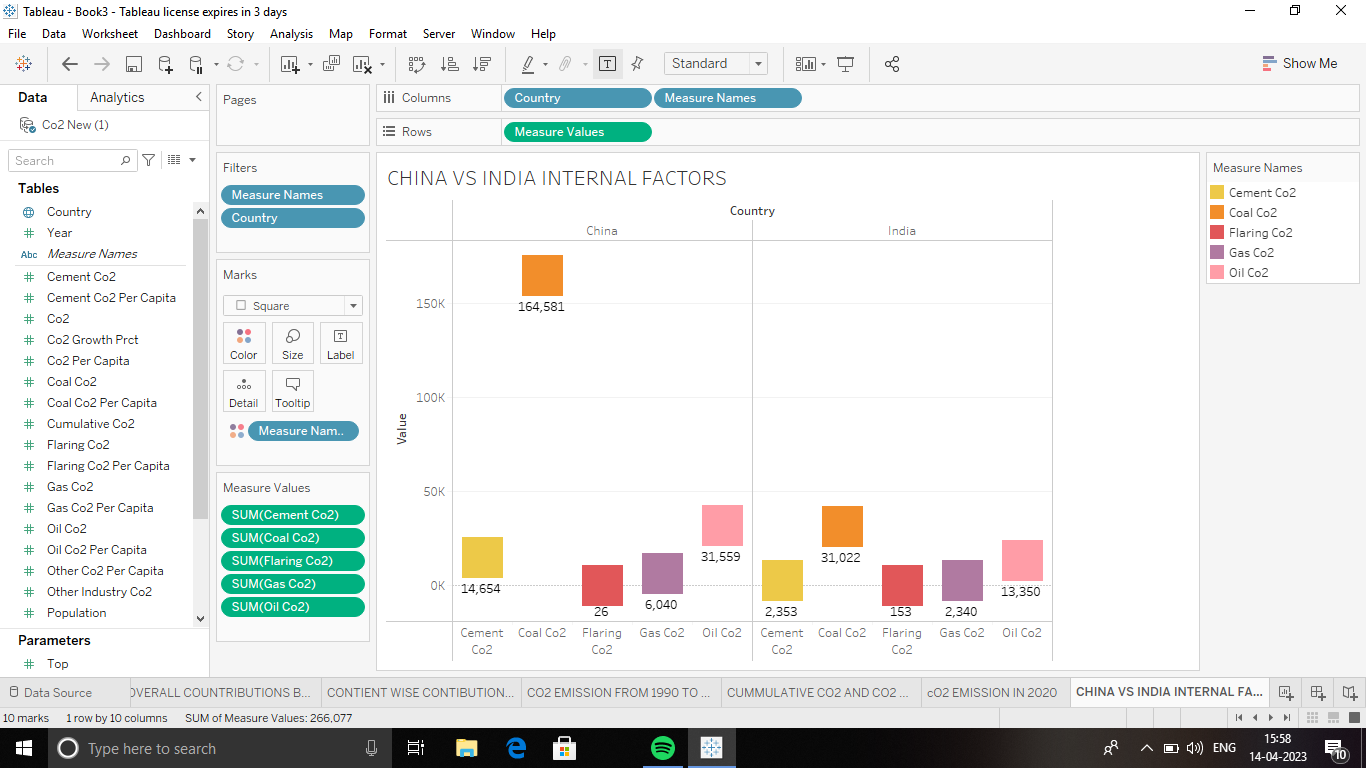 Tableau - Book3 - Tableau license expires in 3 days
File Data Worksheet Dashboard Story Analysis Map Format Server Window Help
Standard
Show Me
Data Analytics
Co2 New (1)
Search
Tables
Country
Year
Abc Measure Names
Cement Co2
Cement Co2 Per Capita
Co2
Co2 Growth Prct
Co2 Per Capita
Coal Co2
Coal Co2 Per Capita
Cumulative Co2
Flaring Co2
Flaring Co2 Per Capita
Gas Co2
Gas Co2 Per Capita
Oil Co2
Oil Co2 Per Capita
Other Co2 Per Capita
Other Industry Co2
Population
Parameters
Top
Pages
Filters
Measure Names
Country
Marks
Square
Color Size Label
Detail Tooltip
Measure Nam..
Measure Values
SUM(Cement Co2)
SUM(Coal Co2)
SUM(Flaring Co2)
SUM(Gas Co2)
SUM(Oil Co2)
Columns Country Measure Names
Rows Measure Values
CHINA VS INDIA INTERNAL FACTORS
Country
China India
Value
150K
100K
50K
0K
164,581
14,654
26
6,040
31,559
2,353
31,022
153
2,340
13,350
Cement Co2 Coal Co2 Flaring Co2 Gas Co2 Oil Co2 Cement Co2 Coal Co2 Flaring Co2 Gas Co2 Oil Co2
Measure Names
Cement Co2
Coal Co2
Flaring Co2
Gas Co2
Oil Co2
Data Source OVERALL COUNTRIBUTIONS B... CONTIENT WISE CONTIBUTION... CO2 EMISSION FROM 1990 TO ... CUMMULATIVE CO2 AND CO2 ... cO2 EMISSION IN 2020 CHINA VS INDIA INTERNAL FA...
10 marks 1 row by 10 columns SUM of Measure Values: 266,077
Type here to search
ENG
15:58
14-04-2023
10